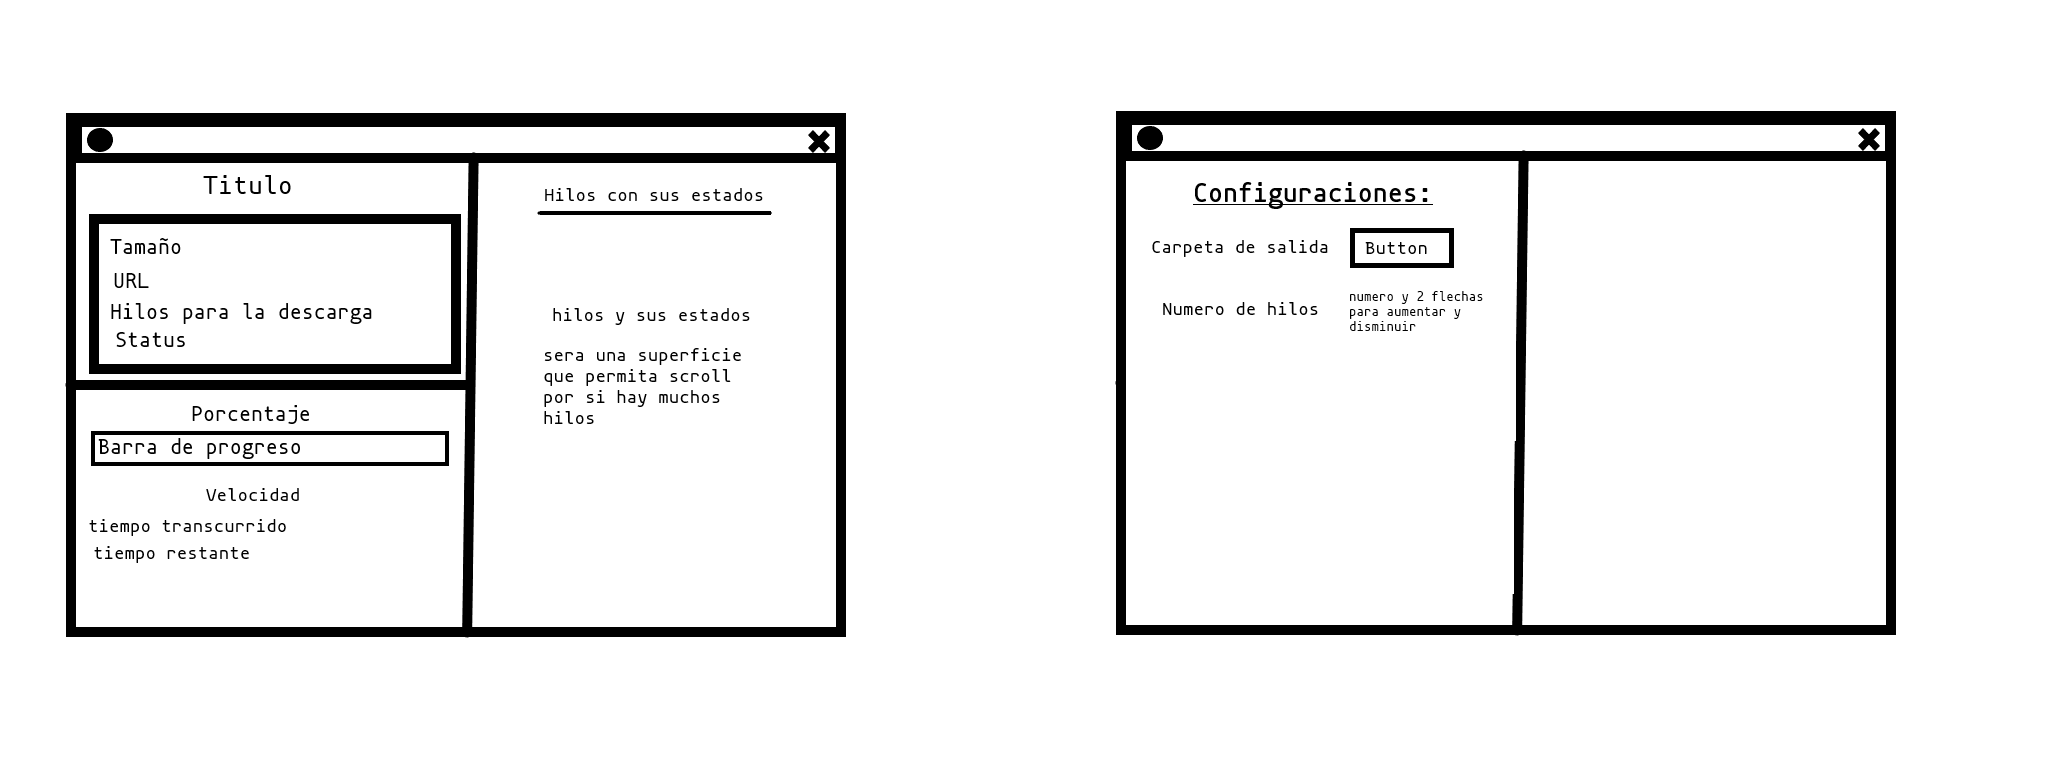 Titulo
Tamaño
URL
Hilos para la descarga
Status
Porcentaje
Barra de progreso
Velocidad
tiempo transcurrido
tiempo restante
Hilos con sus estados
hilos y sus estados
sera una superficie
que permita scroll
por si hay muchos
hilos
Configuraciones:
Carpeta de salida
Button
Numero de hilos
numero y 2 flechas
para aumentar y
disminuir